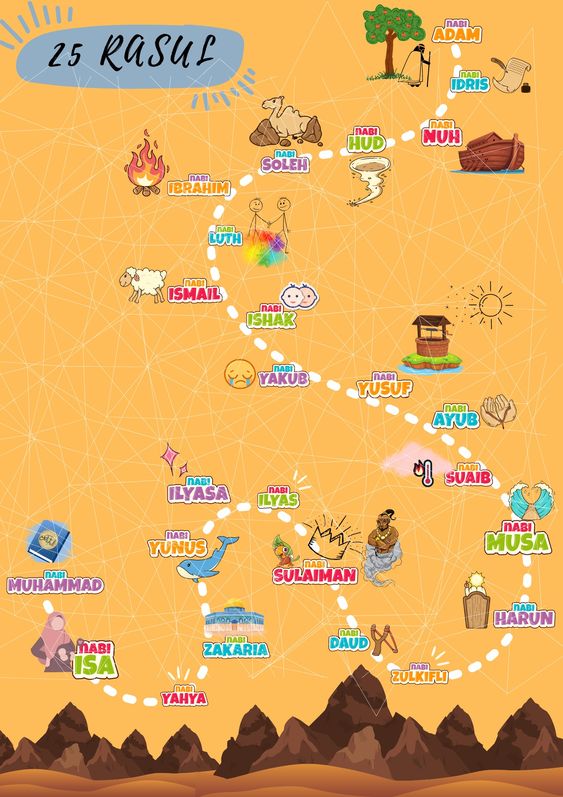 25 RASUL
NABI
ADAM
NABI
IDRIS
NABI
NUH
NABI
HUD
NABI
SOLEH
NABI
IBRAHIM
NABI
LUTH
NABI
ISMAIL
NABI
ISHAK
NABI
YAKUB
NABI
YUSUF
NABI
AYUB
NABI
SUAIB
NABI
MUSA
NABI
HARUN
NABI
ZULKIFLI
NABI
DAUD
NABI
SULAIMAN
NABI
ILYAS
NABI
ILYASA
NABI
YUNUS
NABI
ZAKARIA
NABI
YAHYA
NABI
ISA
NABI
MUHAMMAD